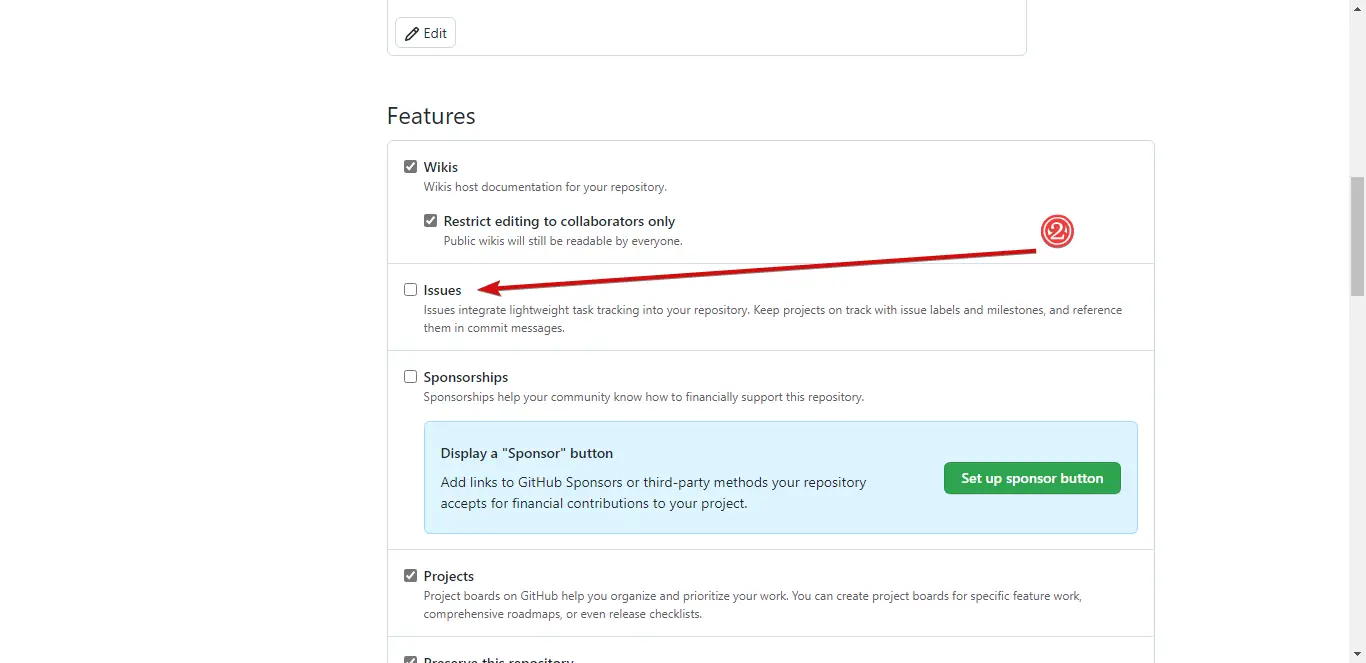 Edit
Features
Wikis
Wikis host documentation for your repository.
Restrict editing to collaborators only
Public wikis will still be readable by everyone.
2
Issues
Issues integrate lightweight task tracking into your repository. Keep projects on track with issue labels and milestones, and reference
them in commit messages.
Sponsorships
Sponsorships help your community know how to financially support this repository.
Display a "Sponsor" button
Add links to GitHub Sponsors or third-party methods your repository
accepts for financial contributions to your project.
Set up sponsor button
Projects
Project boards on GitHub help you organize and prioritize your work. You can create project boards for specific feature work,
comprehensive roadmaps, or even release checklists.
Preserve this repository